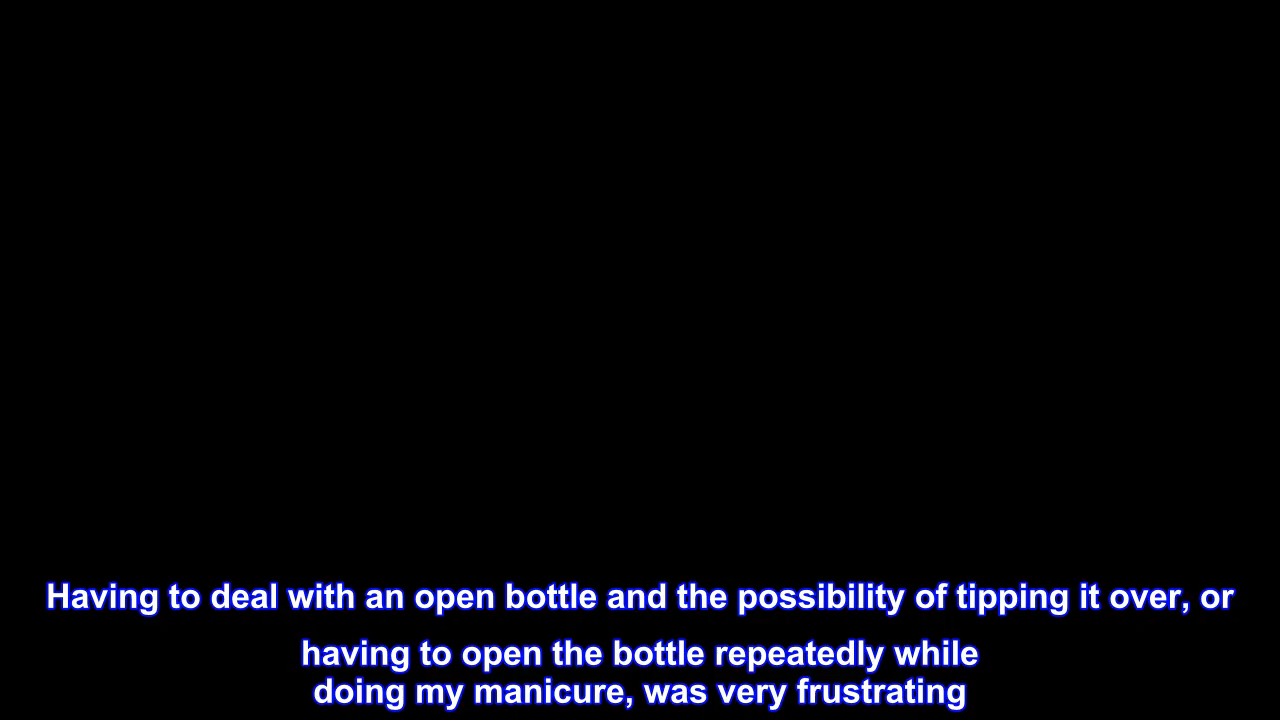 Having to deal with an open bottle and the possibility of tipping it over, or
having to open the bottle repeatedly while
doing my manicure, was very frustrating